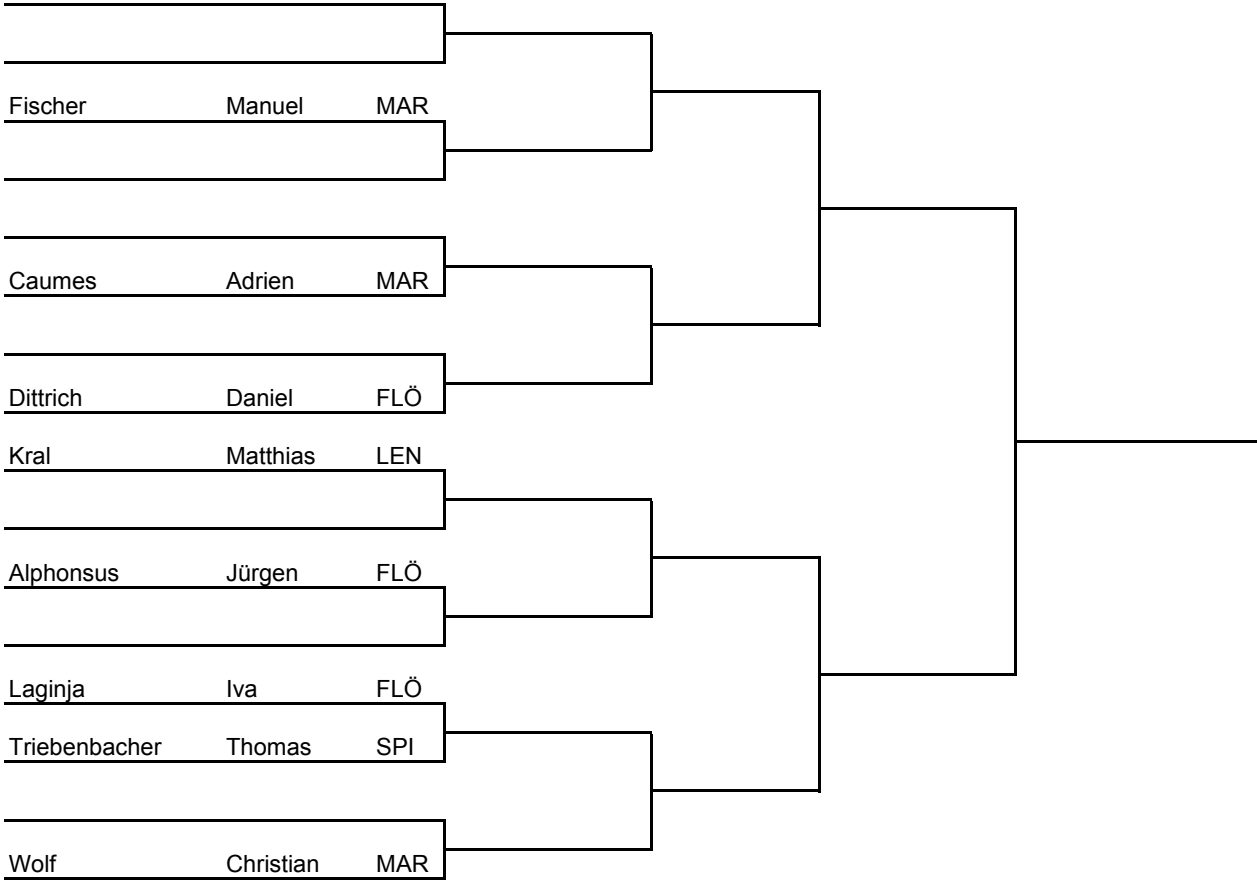 Fischer Manuel MAR
Caumes Adrien MAR
Dittrich Daniel FLÖ
Kral Matthias LEN
Alphonsus Jürgen FLÖ
Laginja Iva FLÖ
Triebenbacher Thomas SPI
Wolf Christian MAR